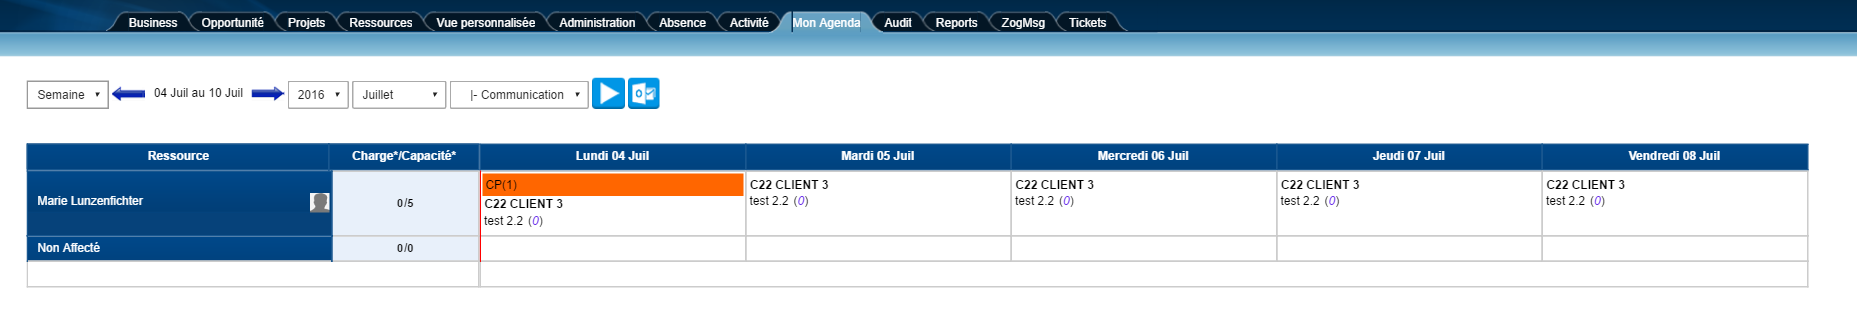 Business Opportunité Projets Ressources Vue personnalisée Administration Absence Activité Mon Agenda Audit Reports ZogMsg Tickets
Semaine 04 Juil au 10 Juil 2016 Juillet |- Communication
Ressource Charge*/Capacité* Lundi 04 Juil Mardi 05 Juil Mercredi 06 Juil Jeudi 07 Juil Vendredi 08 Juil
Marie Lunzenfichter 0/5
CP(1)
C22 CLIENT 3
test 2.2 (0)
C22 CLIENT 3
test 2.2 (0)
C22 CLIENT 3
test 2.2 (0)
C22 CLIENT 3
test 2.2 (0)
C22 CLIENT 3
test 2.2 (0)
Non Affecté 0/0